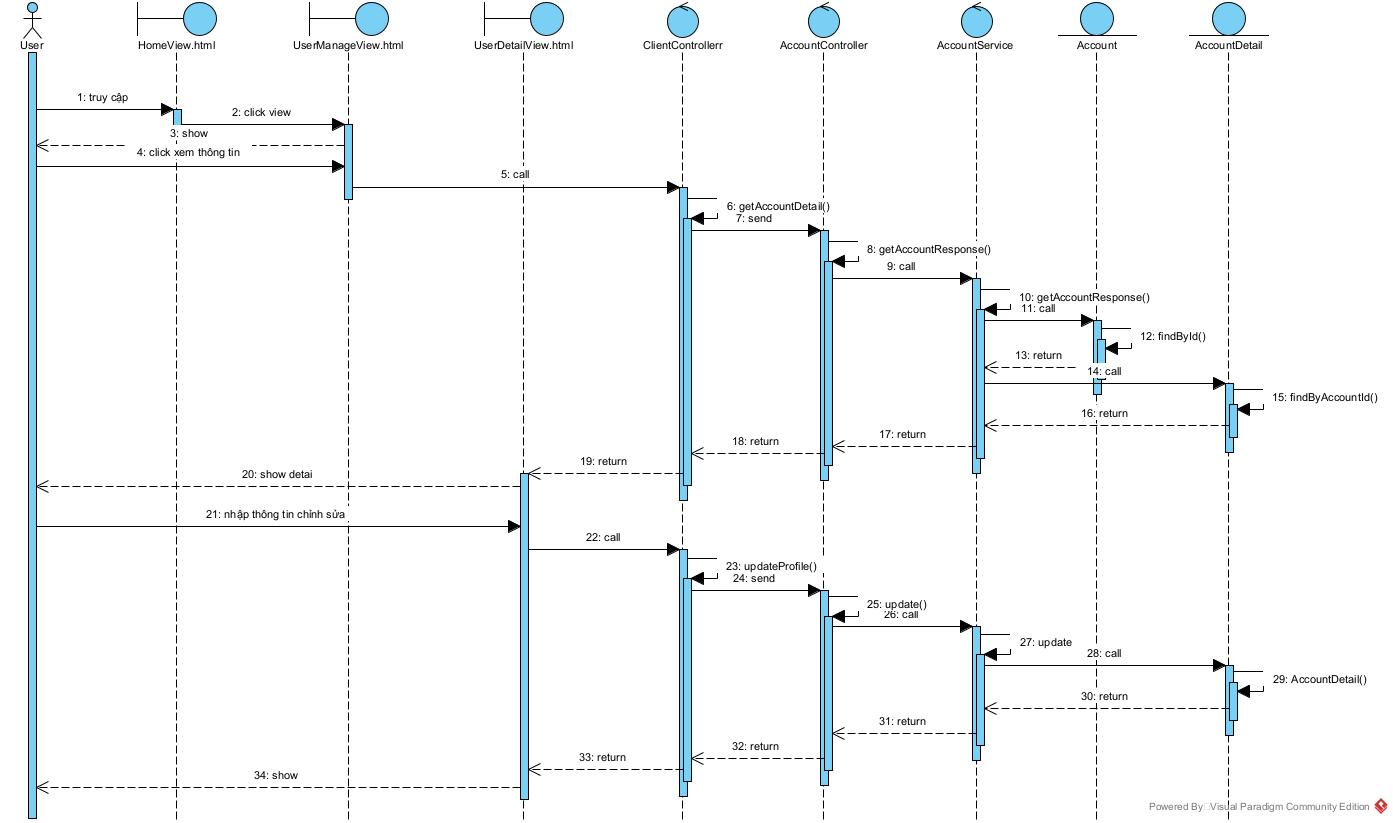 User
HomeView.html
UserManageView.html
UserDetailView.html
ClientControllerr
AccountController
AccountService
Account
AccountDetail
1: truy cập
2: click view
3: show
4: click xem thông tin
5: call
6: getAccountDetail()
7: send
8: getAccountResponse()
9: call
10: getAccountResponse()
11: call
12: findById()
13: return
14: call
15: findByAccountId()
16: return
17: return
18: return
19: return
20: show detai
21: nhập thông tin chỉnh sửa
22: call
23: updateProfile()
24: send
25: update()
26: call
27: update
28: call
29: AccountDetail()
30: return
31: return
32: return
33: return
34: show
Powered By Visual Paradigm Community Edition